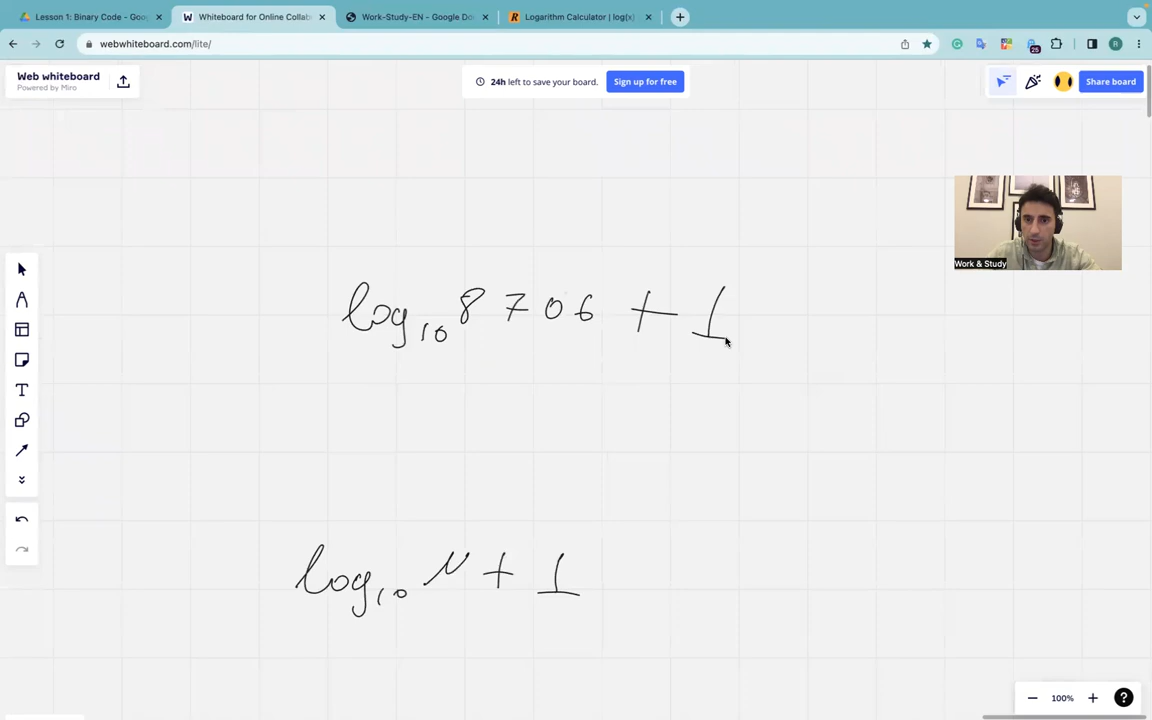 Lesson 1: Binary Code - Goo
Whiteboard for Online Collab
Work-Study-EN - Google Do
Logarithm Calculator | log(x)
webwhiteboard.com/lite/
25
R
Web whiteboard
Powered by Miro
24h left to save your board.
Sign up for free
Share board
Work & Study
log₁₀ 8706 + 1
log₁₀ N + 1
100%